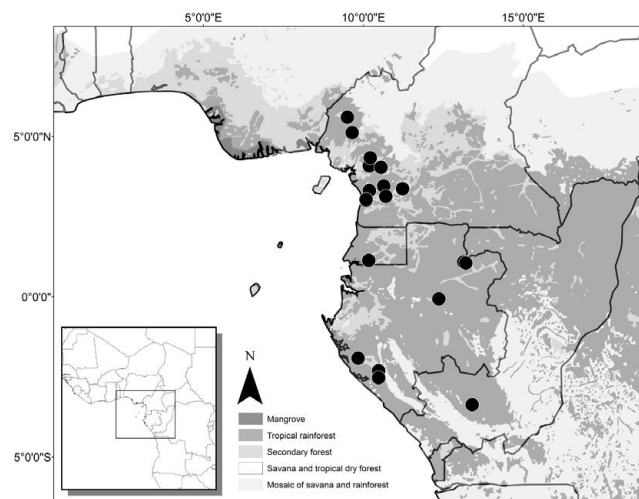 5°0'0"E 10°0'0"E 15°0'0"E
5°0'0"N
0°0'0"N
5°0'0"S
N
Mangrove
Tropical rainforest
Secondary forest
Savana and tropical dry forest
Mosaic of savana and rainforest